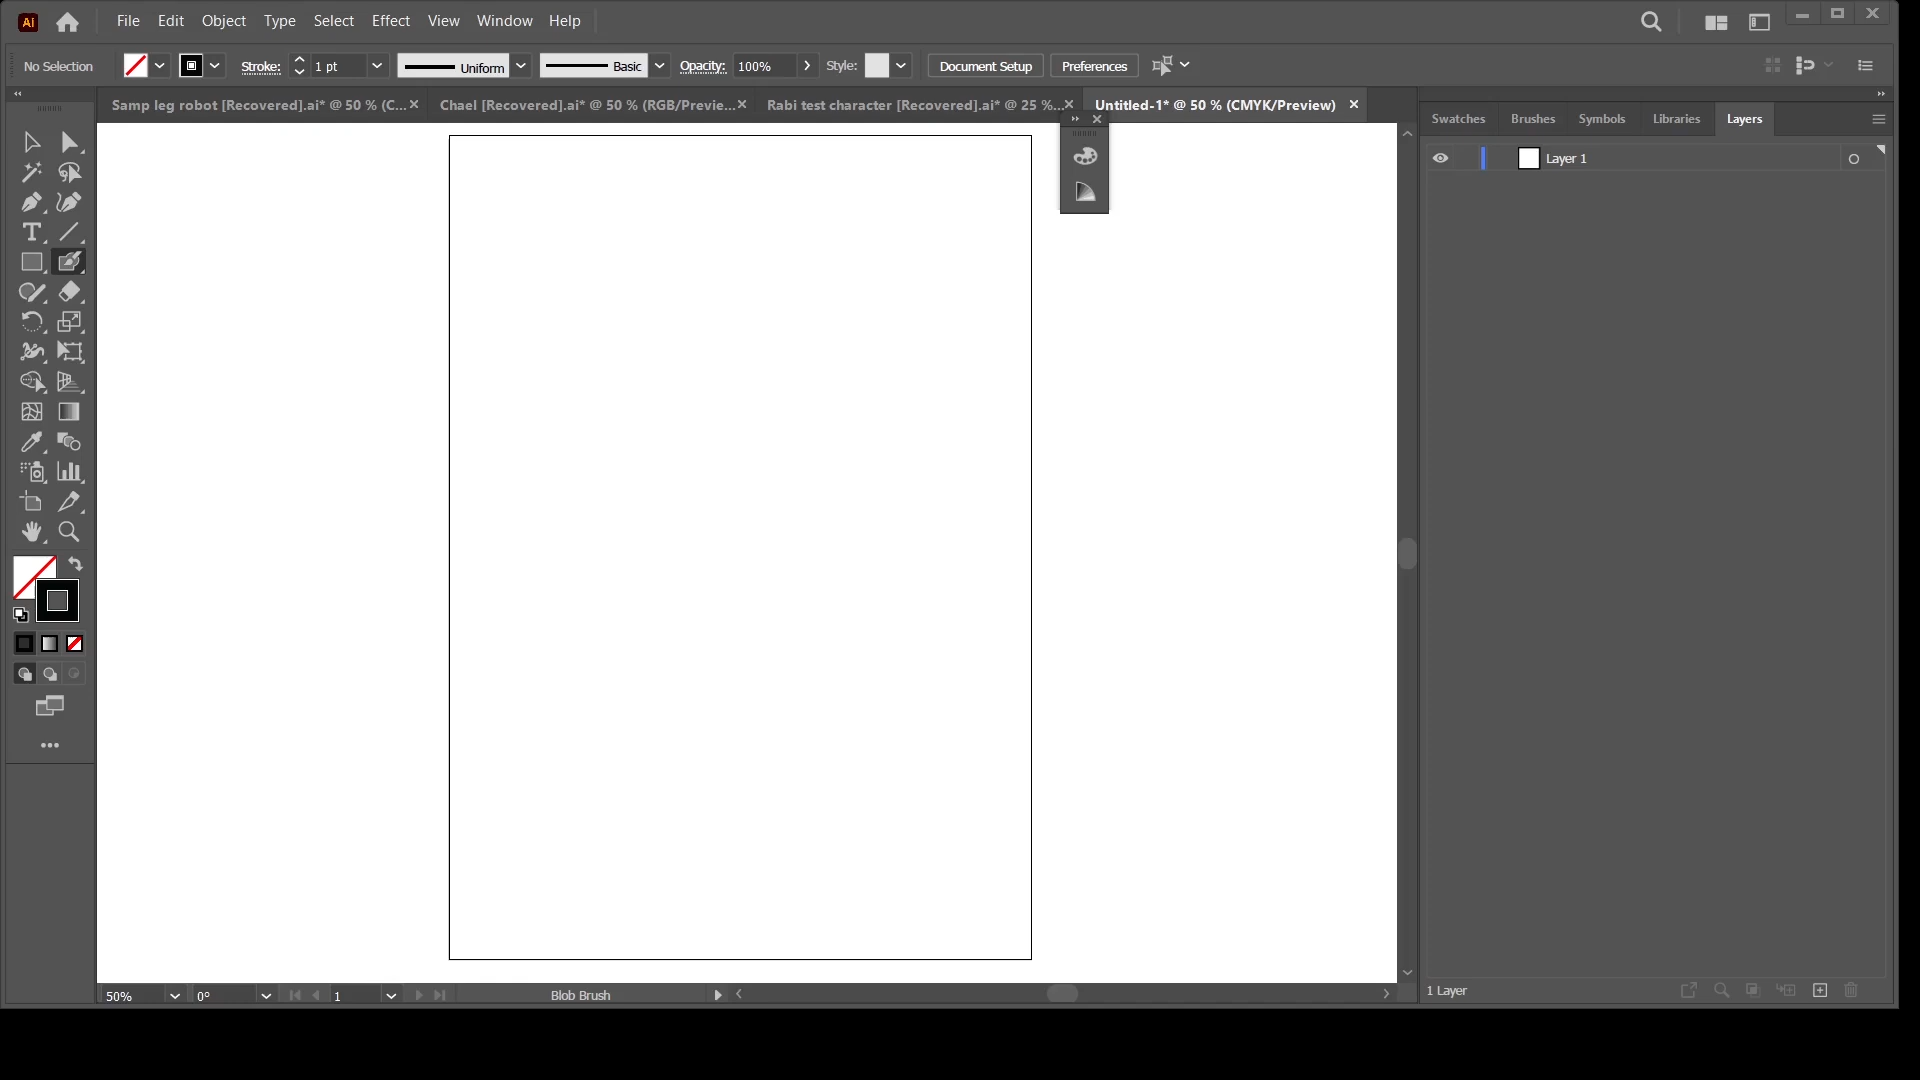 Ai File Edit Object Type Select Effect View Window Help
No Selection Stroke: 1 pt Uniform Basic Opacity: 100% Style: Document Setup Preferences
Samp leg robot [Recovered].ai* @ 50 % (C... Chael [Recovered].ai* @ 50 % (RGB/Previe... Rabi test character [Recovered].ai* @ 25 %... Untitled-1* @ 50 % (CMYK/Preview)
Swatches Brushes Symbols Libraries Layers
Layer 1
50% 0° 1 Blob Brush
1 Layer